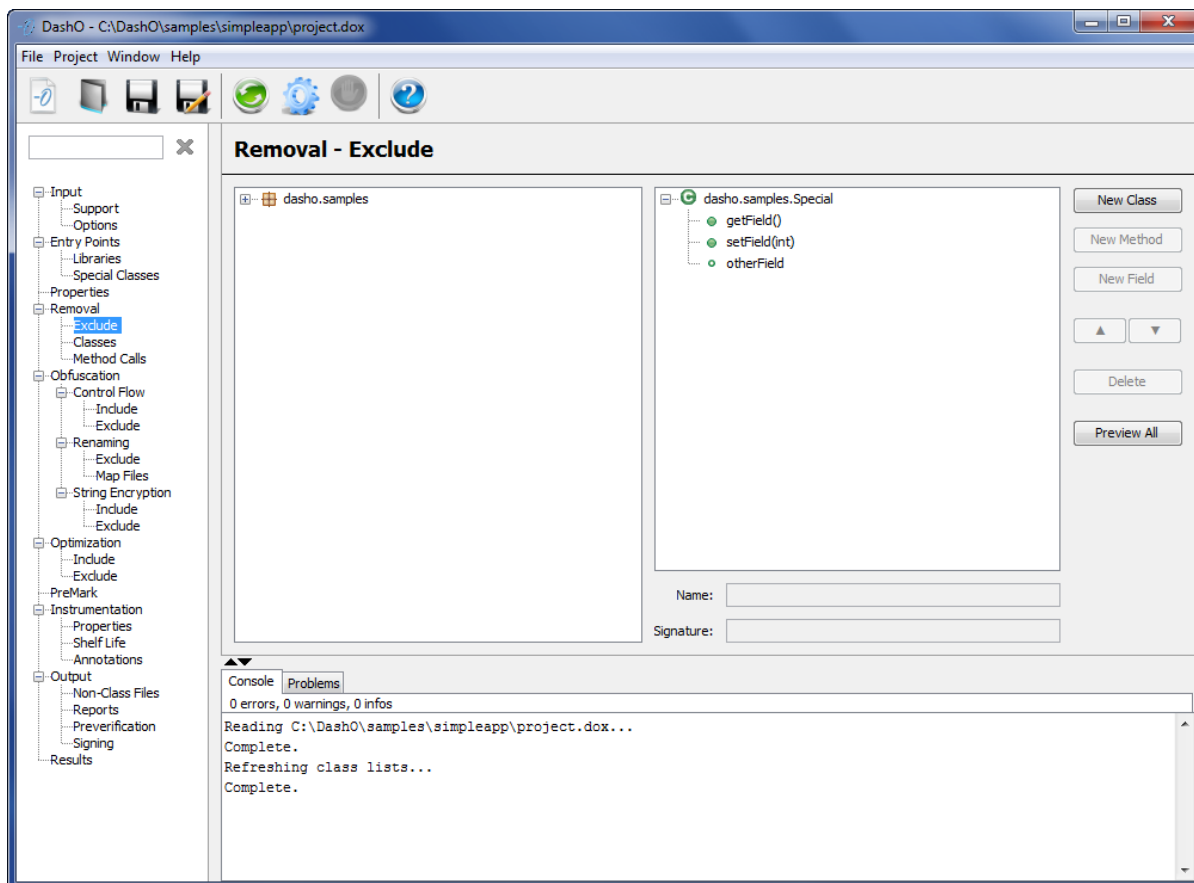 DashO - C:\DashO\samples\simpleapp\project.dox
File Project Window Help
Removal - Exclude
Input
Support
Options
Entry Points
Libraries
Special Classes
Properties
Removal
Exclude
Classes
Method Calls
Obfuscation
Control Flow
Include
Exclude
Renaming
Exclude
Map Files
String Encryption
Include
Exclude
Optimization
Include
Exclude
PreMark
Instrumentation
Properties
Shelf Life
Annotations
Output
Non-Class Files
Reports
Preverification
Signing
Results
dasho.samples
dasho.samples.Special
getField()
setField(int)
otherField
New Class
New Method
New Field
Delete
Preview All
Name:
Signature:
Console Problems
0 errors, 0 warnings, 0 infos
Reading C:\DashO\samples\simpleapp\project.dox...
Complete.
Refreshing class lists...
Complete.